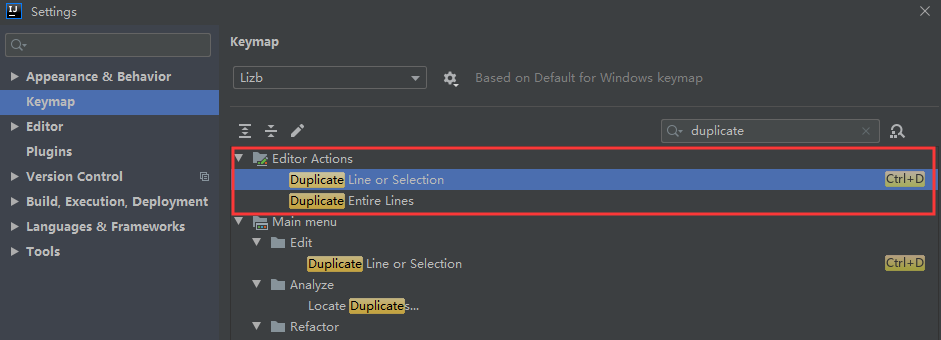 IJ Settings
Keymap
Lizb
Based on Default for Windows keymap
Appearance & Behavior
Keymap
Editor
Plugins
Version Control
Build, Execution, Deployment
Languages & Frameworks
Tools
duplicate
Editor Actions
Duplicate Line or Selection Ctrl+D
Duplicate Entire Lines
Main menu
Edit
Duplicate Line or Selection Ctrl+D
Analyze
Locate Duplicates...
Refactor